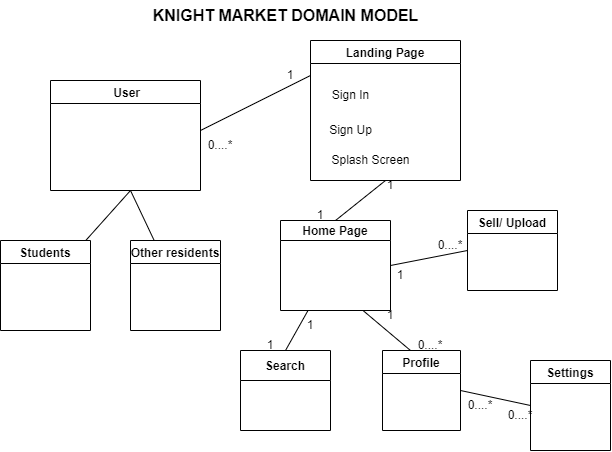 KNIGHT MARKET DOMAIN MODEL
Landing Page
Sign In
Sign Up
Splash Screen
User
1
0....*
Students
Other residents
1
1
Home Page
Sell/ Upload
0....*
1
1
1
Search
1
0....*
Profile
0....*
0....*
Settings